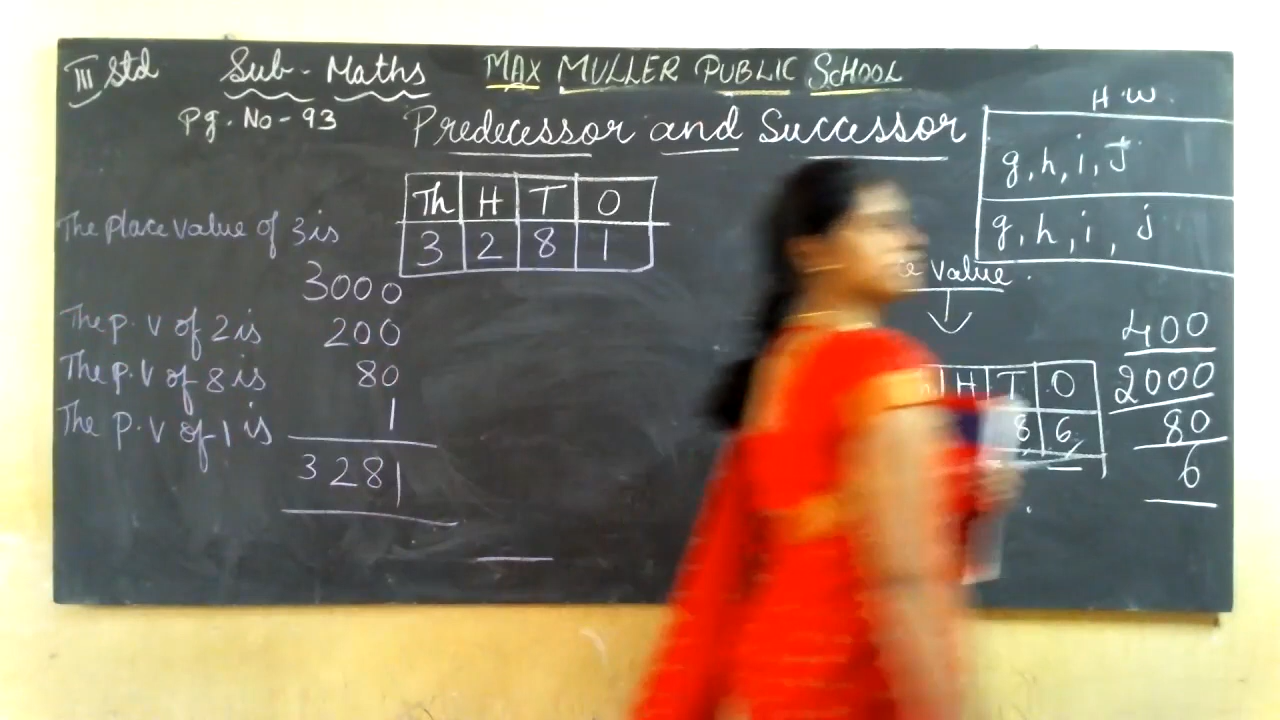 III Std Sub - Maths MAX MULLER PUBLIC SCHOOL
Pg. No - 93
Predecessor and Successor
H.W
g, h, i, j
g, h, i, j
Th H T O
3 2 8 1
The place value of 3 is
3000
The p. v of 2 is 200
The p. v of 8 is 80
The p. v of 1 is 1
3281
value.
H T O
8 6
400
2000
80
6